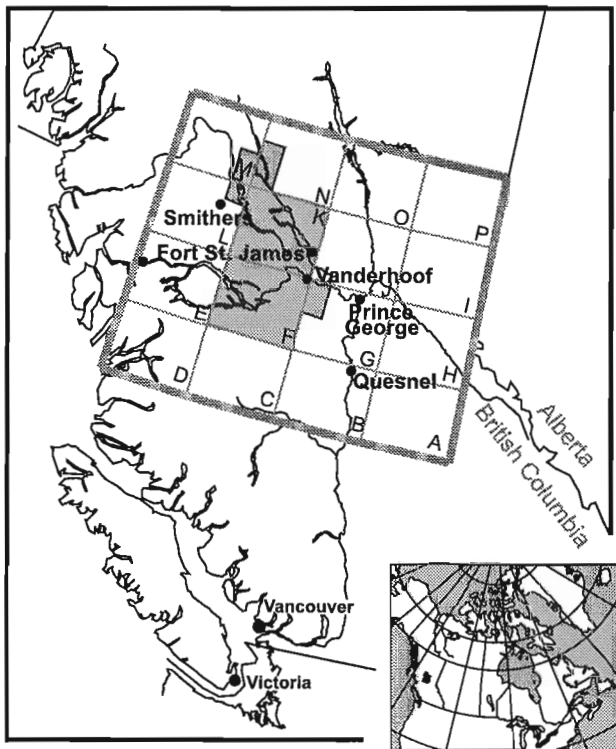 M
N
K
O
P
Smithers
L
Fort St. James
Vanderhoof
J
I
Prince
George
E
F
G
H
Quesnel
D
C
B
A
Alberta
British Columbia
Vancouver
Victoria